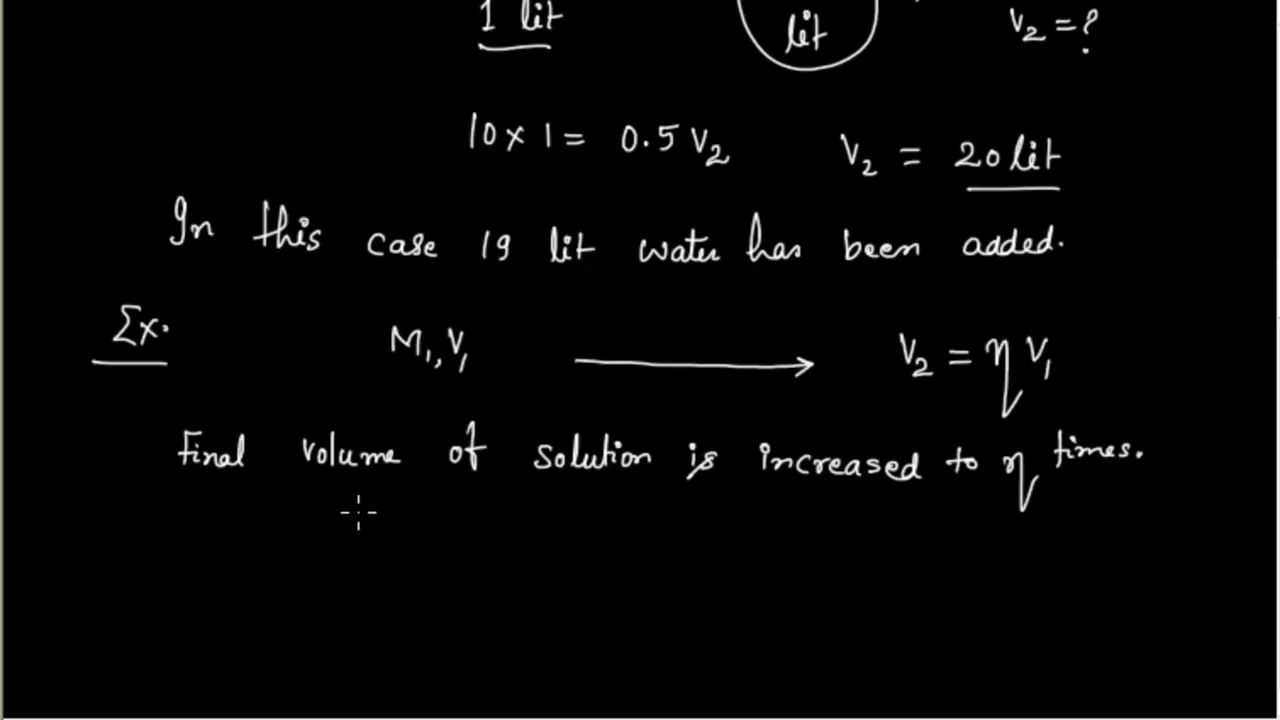 1 lit
lit
V₂ = ?
10 x 1 = 0.5 V₂ V₂ = 20 lit
In this case 19 lit water has been added.
Ex. M₁, V₁ ⟶ V₂ = η V₁
Final volume of solution is increased to η times.